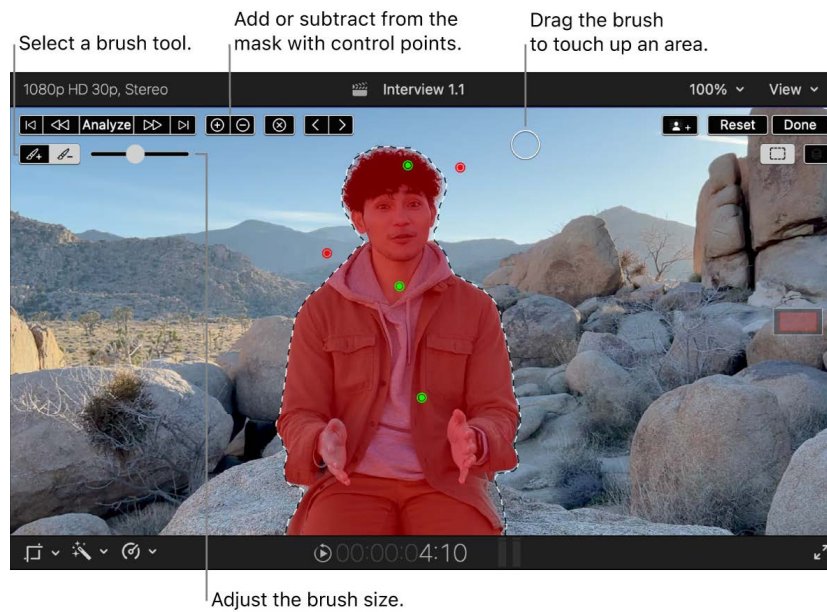 Select a brush tool.
Add or subtract from the
mask with control points.
Drag the brush
to touch up an area.
1080p HD 30p, Stereo
Interview 1.1
100%
View
Analyze
Reset
Done
00:00:04:10
Adjust the brush size.